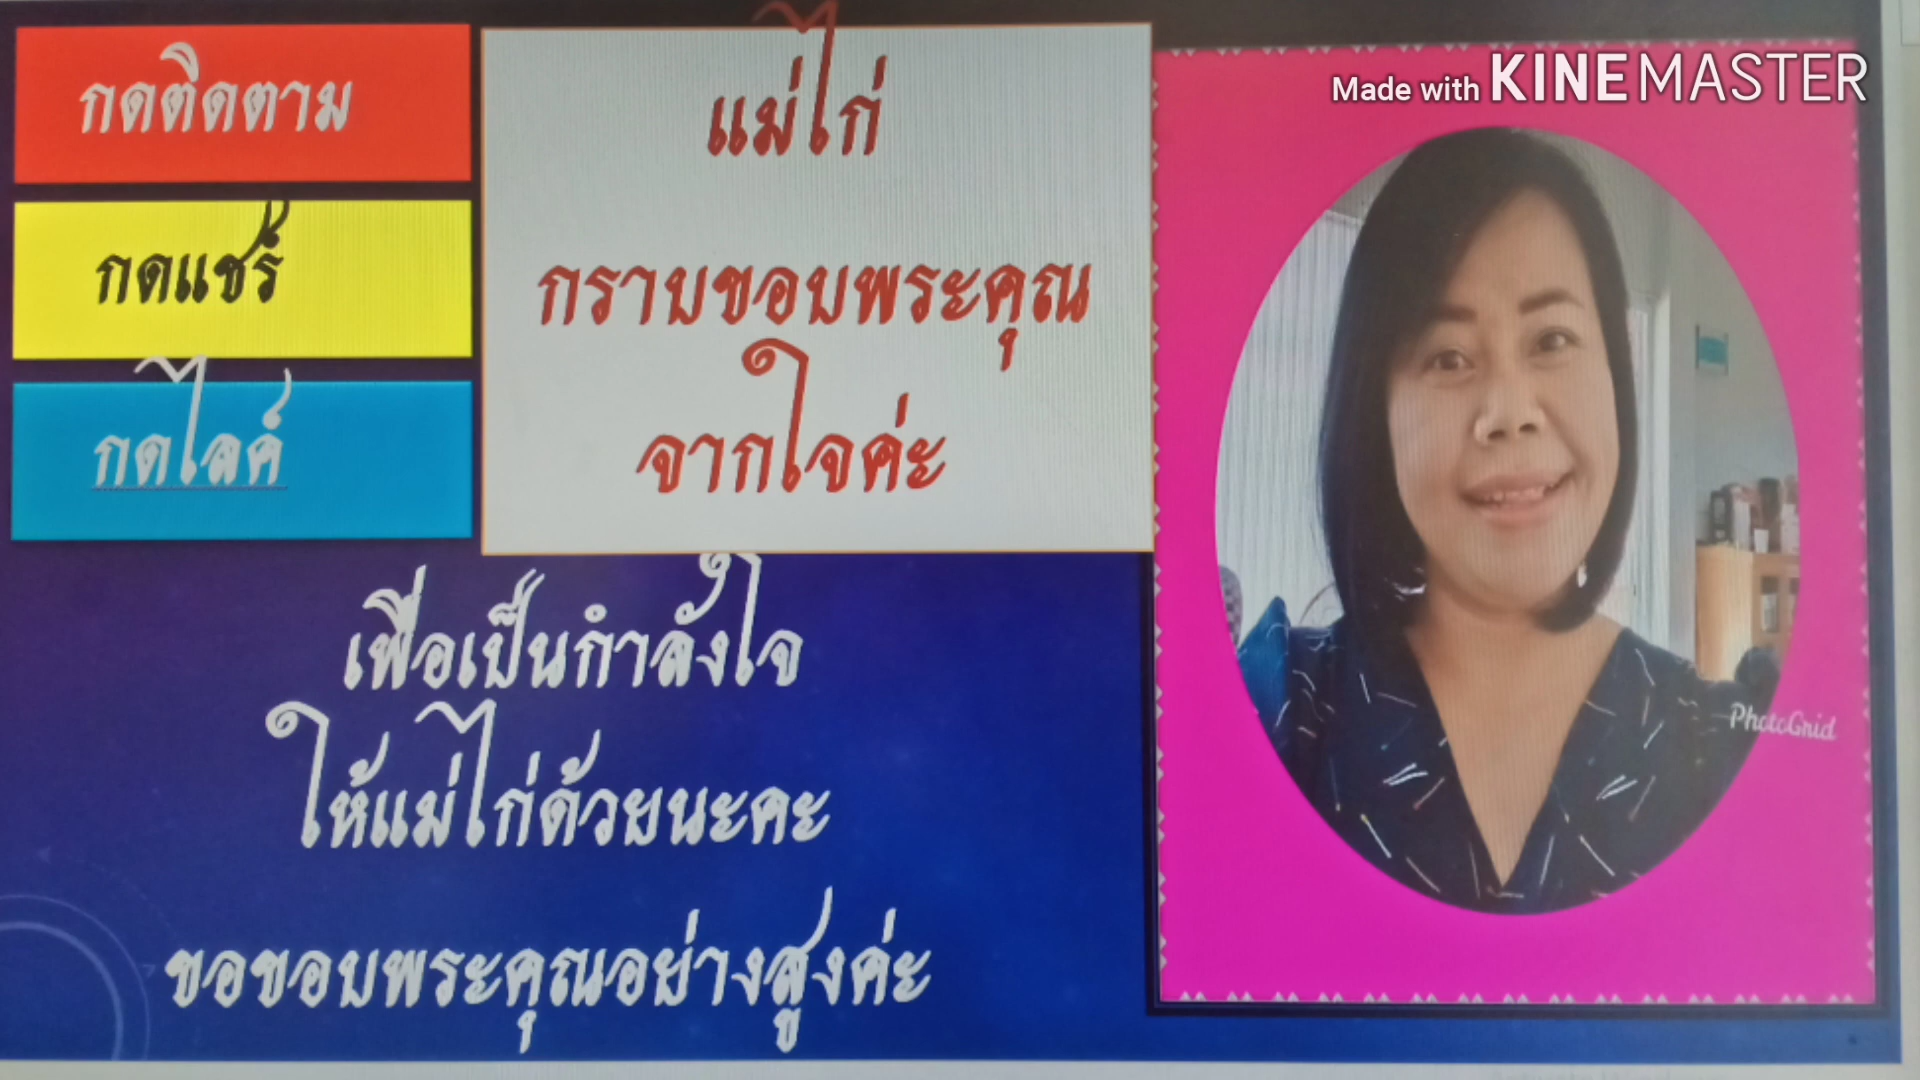 กดติดตาม
กดแชร์
กดไลค์
แม่ไก่
กราบขอบพระคุณ
จากใจค่ะ
เพื่อเป็นกำลังใจ
ให้แม่ไก่ด้วยนะคะ
ขอขอบพระคุณอย่างสูงค่ะ
Made with KINEMASTER
PhotoGrid